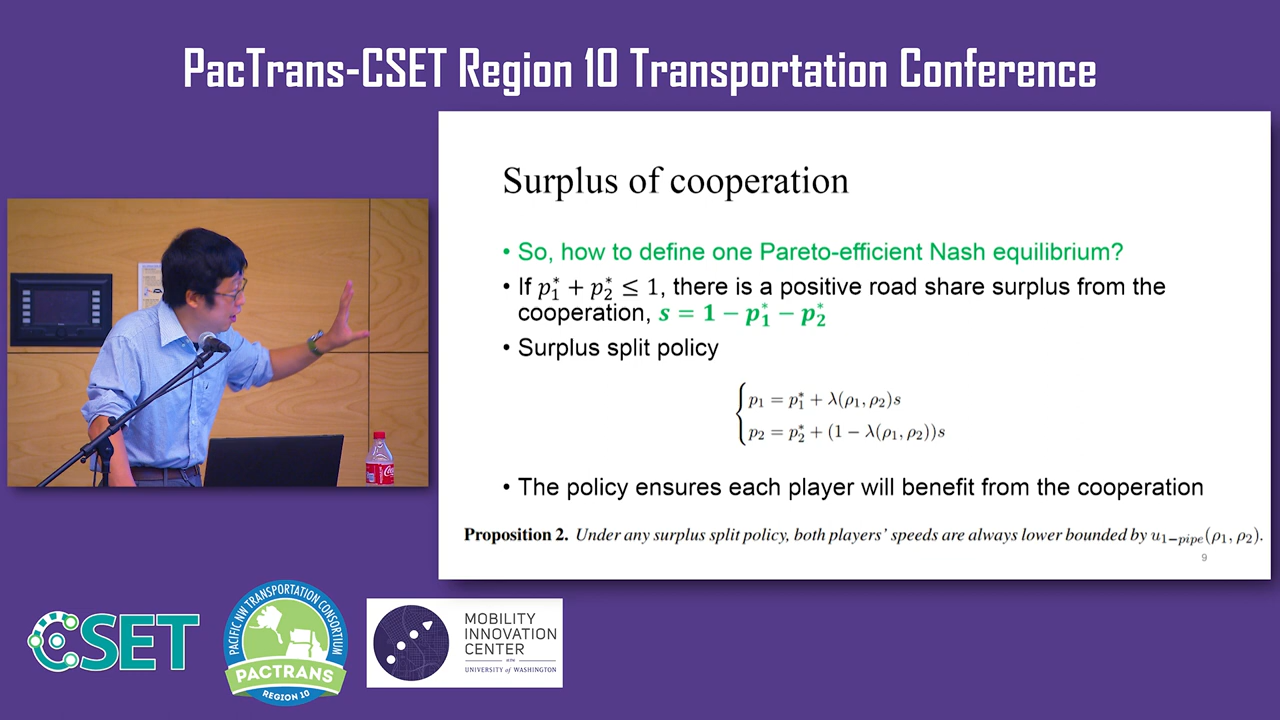 PacTrans-CSET Region 10 Transportation Conference
Surplus of cooperation
• So, how to define one Pareto-efficient Nash equilibrium?
• If p₁* + p₂* ≤ 1, there is a positive road share surplus from the
cooperation, s = 1 − p₁* − p₂*
• Surplus split policy
p₁ = p₁* + λ(ρ₁, ρ₂)s
p₂ = p₂* + (1 − λ(ρ₁, ρ₂))s
• The policy ensures each player will benefit from the cooperation
Proposition 2. Under any surplus split policy, both players' speeds are always lower bounded by u₁₋pipe(ρ₁, ρ₂).
9
CSET
PACIFIC NW TRANSPORTATION CONSORTIUM
PACTRANS
REGION 10
MOBILITY
INNOVATION
CENTER
UNIVERSITY of WASHINGTON